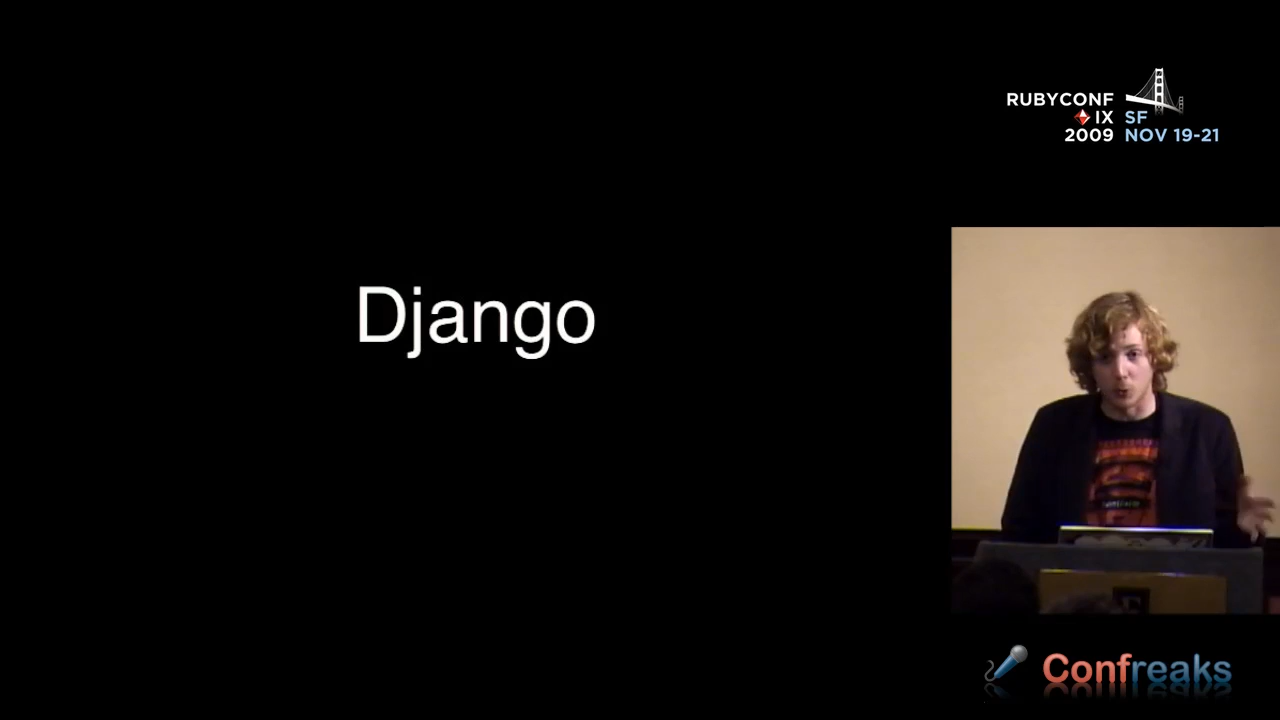 RUBYCONF
IX SF
2009 NOV 19-21
Django
Confreaks